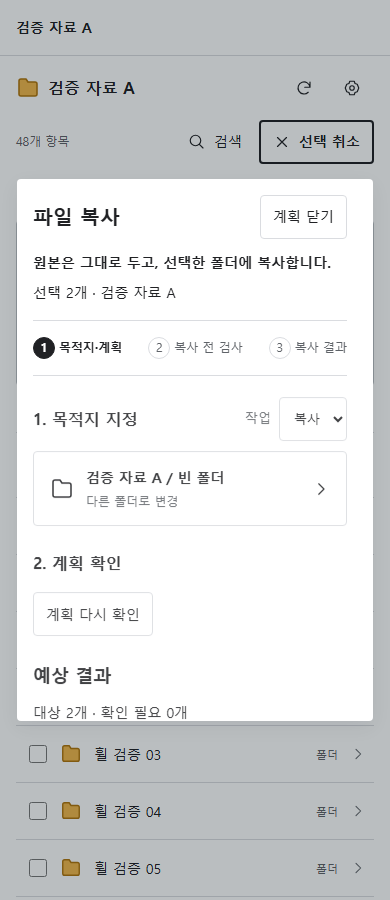 검증 자료 A
검증 자료 A
48개 항목
검색
선택 취소
파일 복사
계획 닫기
원본은 그대로 두고, 선택한 폴더에 복사합니다.
선택 2개 · 검증 자료 A
1 목적지·계획 2 복사 전 검사 3 복사 결과
1. 목적지 지정
작업 복사
검증 자료 A / 빈 폴더
다른 폴더로 변경
2. 계획 확인
계획 다시 확인
예상 결과
대상 2개 · 확인 필요 0개
휠 검증 03 폴더
휠 검증 04 폴더
휠 검증 05 폴더